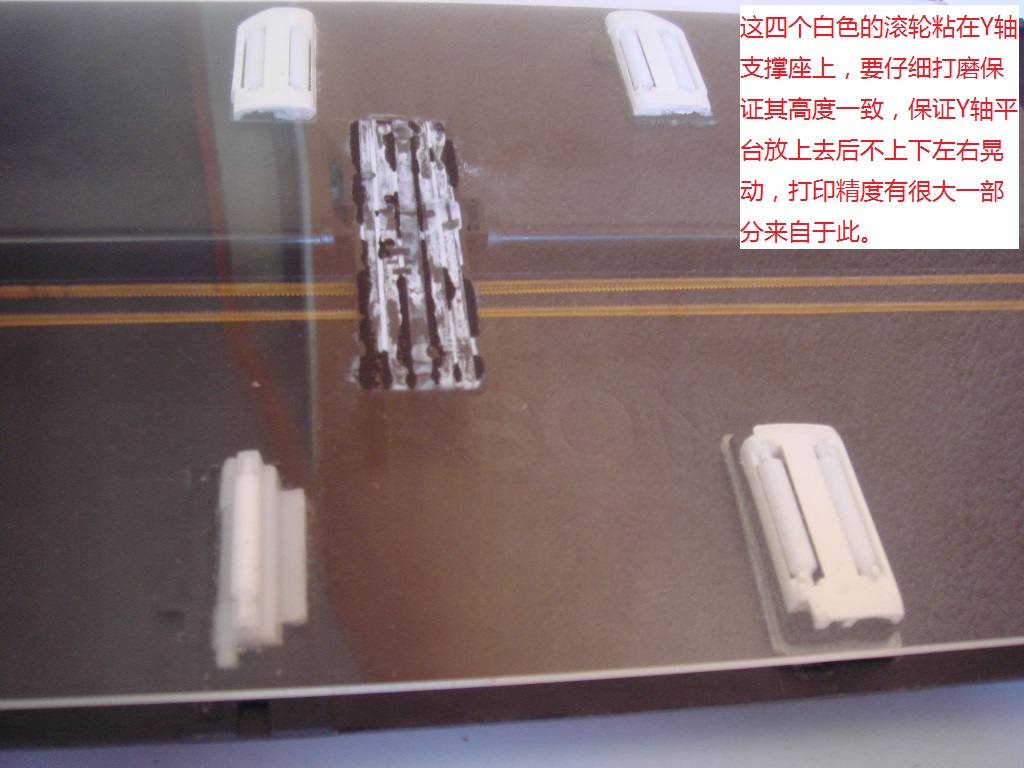 这四个白色的滚轮粘在Y轴
支撑座上，要仔细打磨保
证其高度一致，保证Y轴平
台放上去后不上下左右晃
动，打印精度有很大一部
分来自于此。